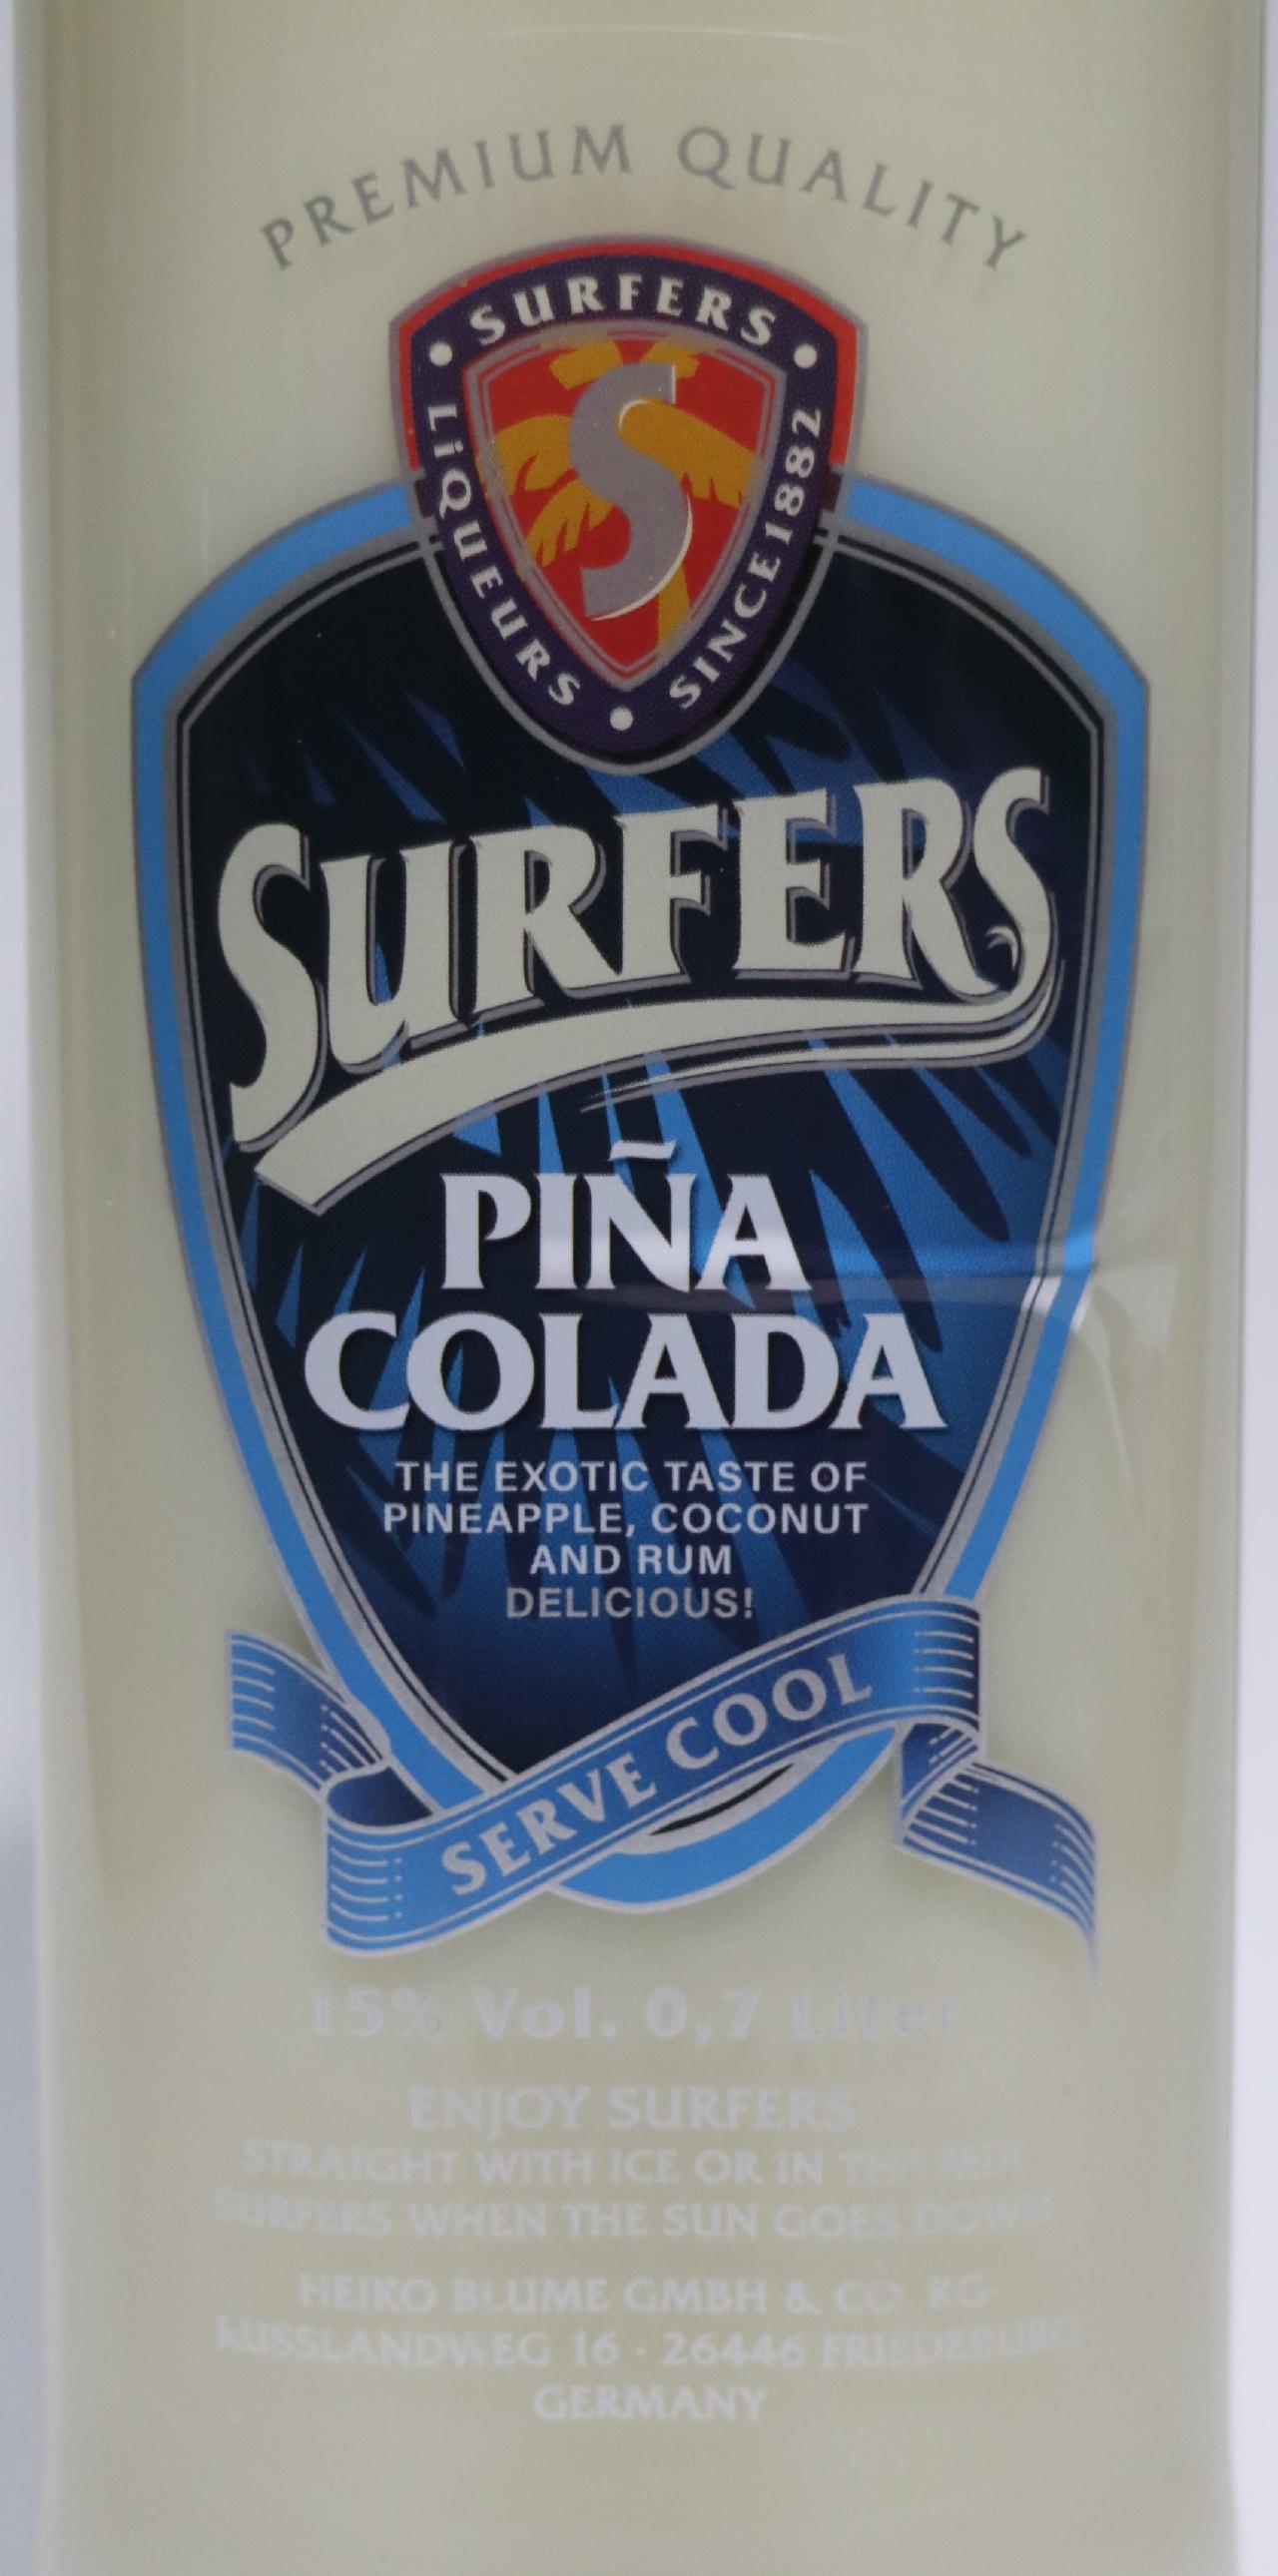 PREMIUM QUALITY
SURFERS
LiQUEURS
SINCE 1882
S
SURFERS
PIÑA
COLADA
THE EXOTIC TASTE OF
PINEAPPLE, COCONUT
AND RUM
DELICIOUS!
SERVE COOL
15% Vol. 0,7 Liter
ENJOY SURFERS
STRAIGHT WITH ICE OR IN THE MIX
SURFERS WHEN THE SUN GOES DOWN
HEIKO BLUME GMBH & CO. KG
16 · 26446 FRIEDEBURG
GERMANY